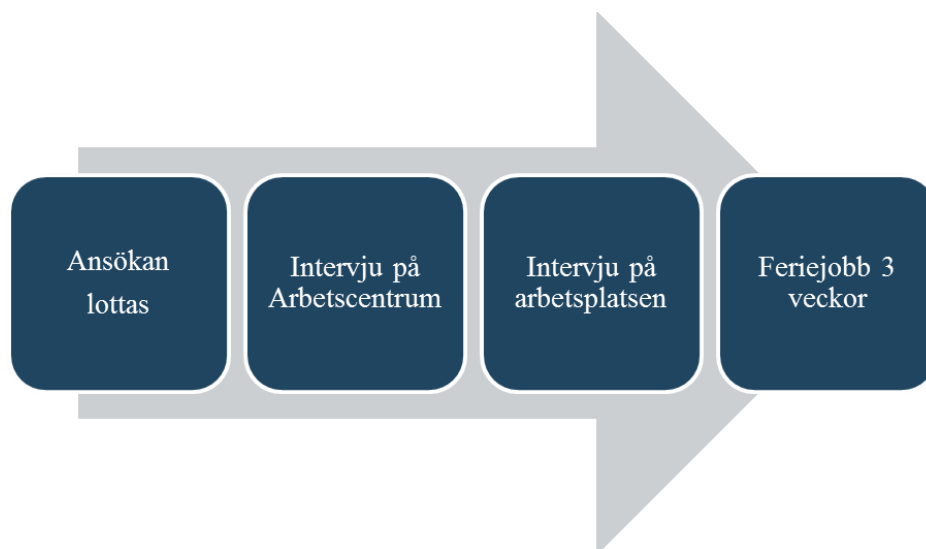 Ansökan
lottas
Intervju på
Arbetscentrum
Intervju på
arbetsplatsen
Feriejobb 3
veckor